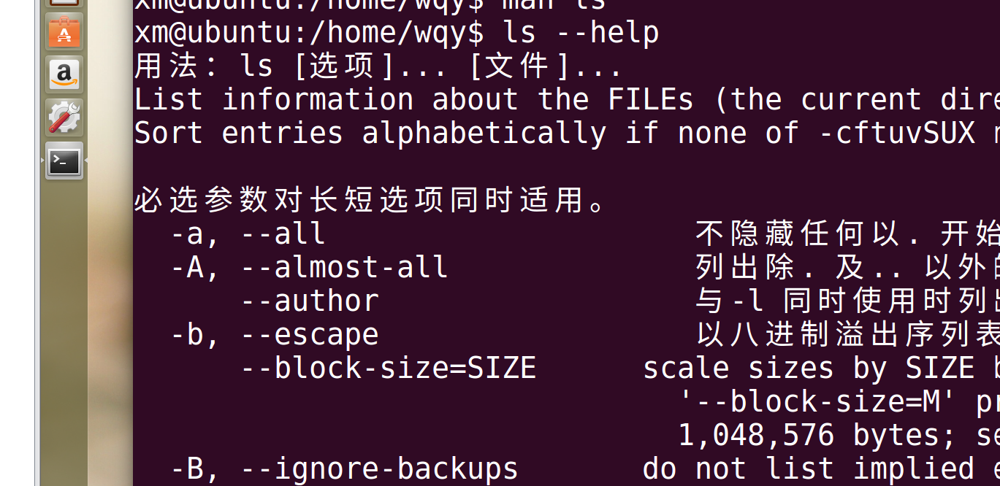 xm@ubuntu:/home/wqy$ man ls
xm@ubuntu:/home/wqy$ ls --help
用法：ls [选项]... [文件]...
List information about the FILEs (the current dire
Sort entries alphabetically if none of -cftuvSUX
必选参数对长短选项同时适用。
-a, --all 不隐藏任何以. 开始
-A, --almost-all 列出除. 及.. 以外的
--author 与-l 同时使用时列出
-b, --escape 以八进制溢出序列表
--block-size=SIZE scale sizes by SIZE b
'--block-size=M' pr
1,048,576 bytes; se
-B, --ignore-backups do not list implied e